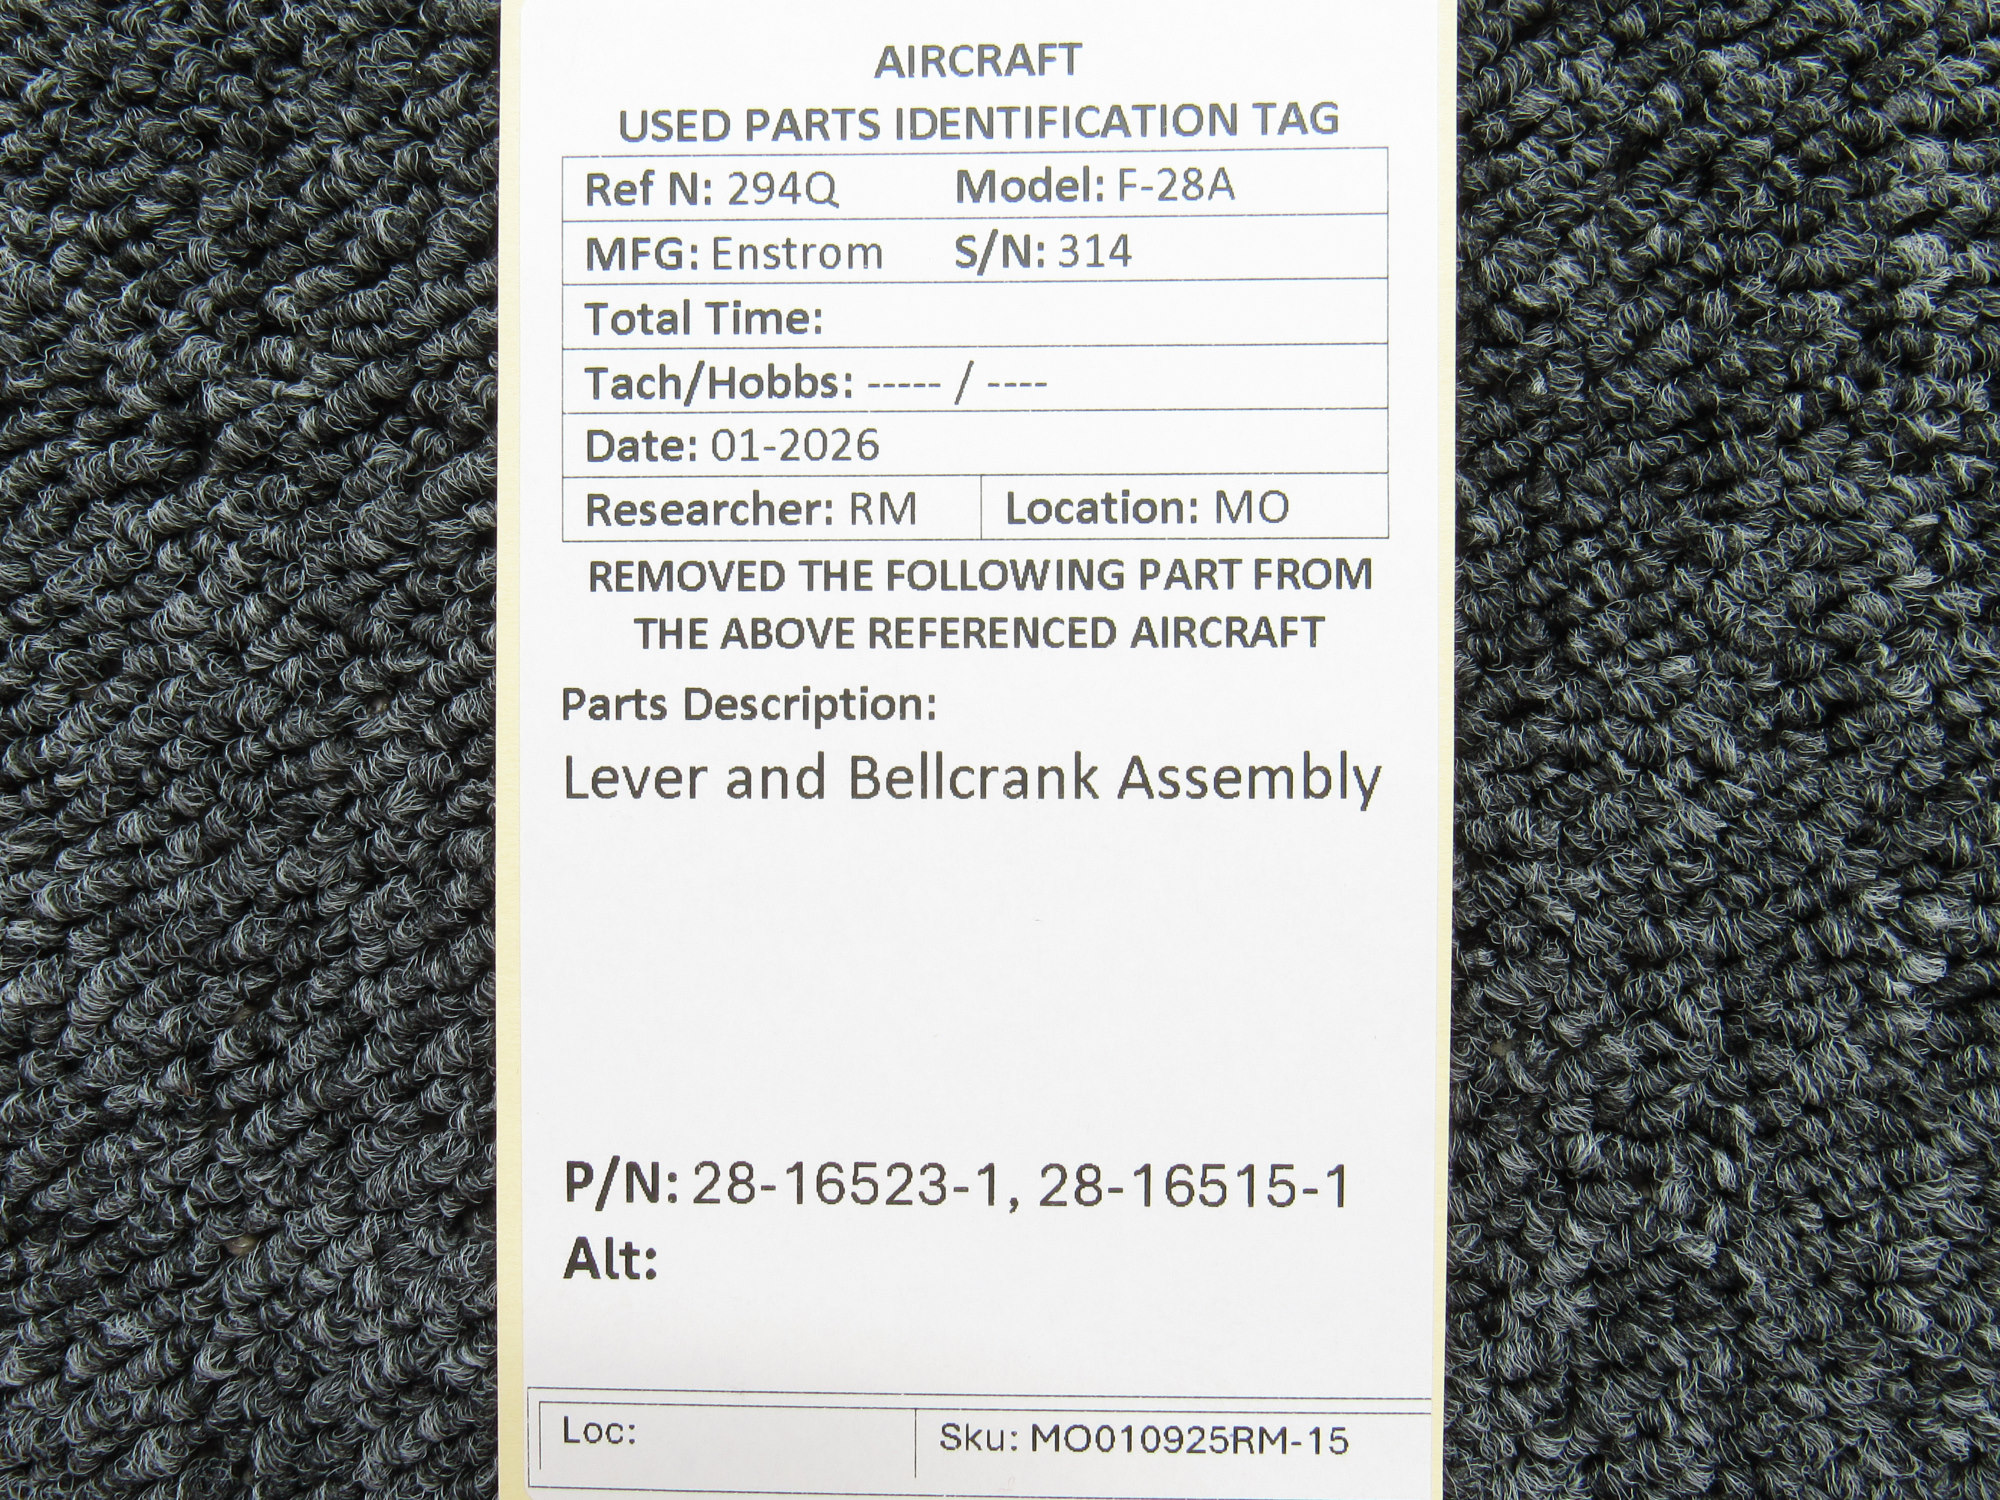 AIRCRAFT
USED PARTS IDENTIFICATION TAG
Ref N: 294Q Model: F-28A
MFG: Enstrom S/N: 314
Total Time:
Tach/Hobbs: ----- / ----
Date: 01-2026
Researcher: RM Location: MO
REMOVED THE FOLLOWING PART FROM
THE ABOVE REFERENCED AIRCRAFT
Parts Description:
Lever and Bellcrank Assembly
P/N: 28-16523-1, 28-16515-1
Alt:
Loc: Sku: MO010925RM-15